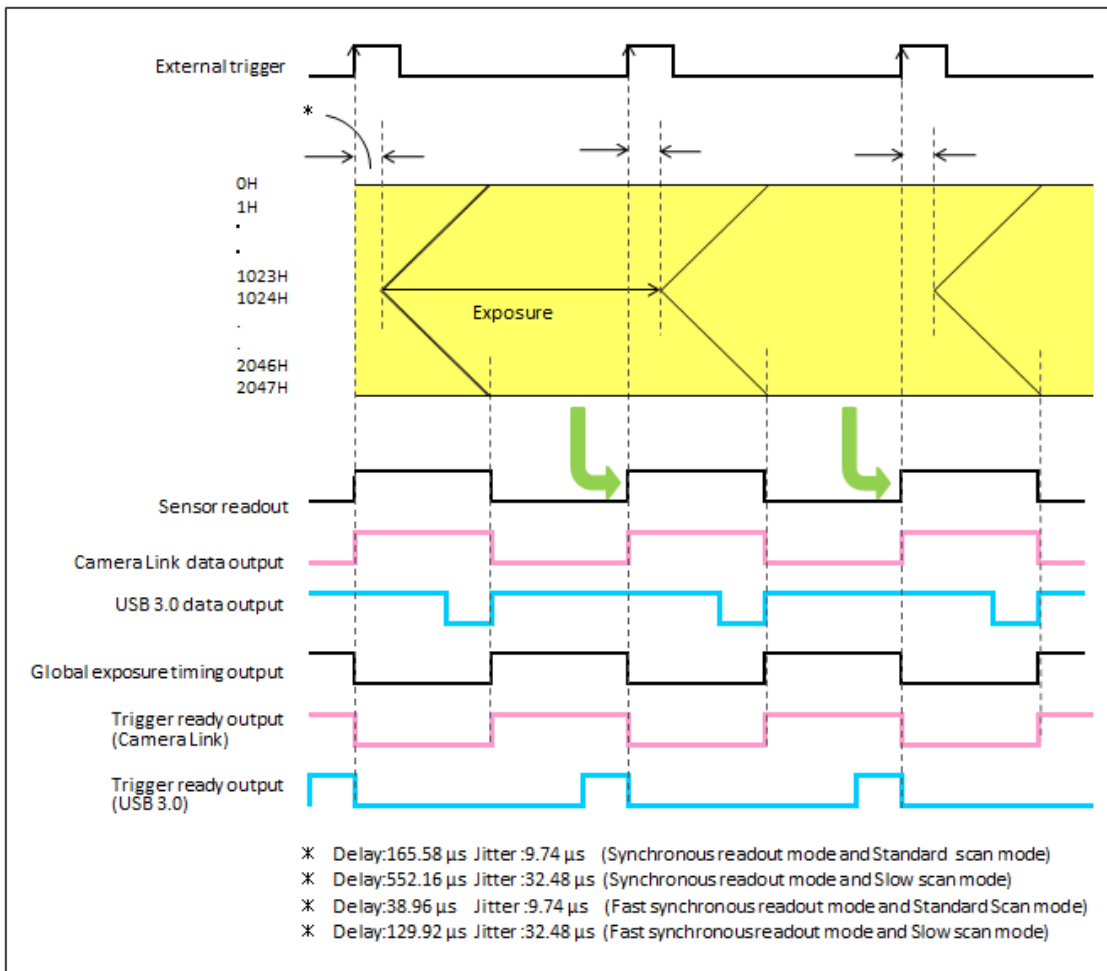 External trigger
*
0H
1H
.
.
1023H
1024H
.
.
2046H
2047H
Exposure
Sensor readout
Camera Link data output
USB 3.0 data output
Global exposure timing output
Trigger ready output
(Camera Link)
Trigger ready output
(USB 3.0)
* Delay:165.58 µs Jitter:9.74 µs (Synchronous readout mode and Standard scan mode)
* Delay:552.16 µs Jitter:32.48 µs (Synchronous readout mode and Slow scan mode)
* Delay:38.96 µs Jitter:9.74 µs (Fast synchronous readout mode and Standard Scan mode)
* Delay:129.92 µs Jitter:32.48 µs (Fast synchronous readout mode and Slow scan mode)